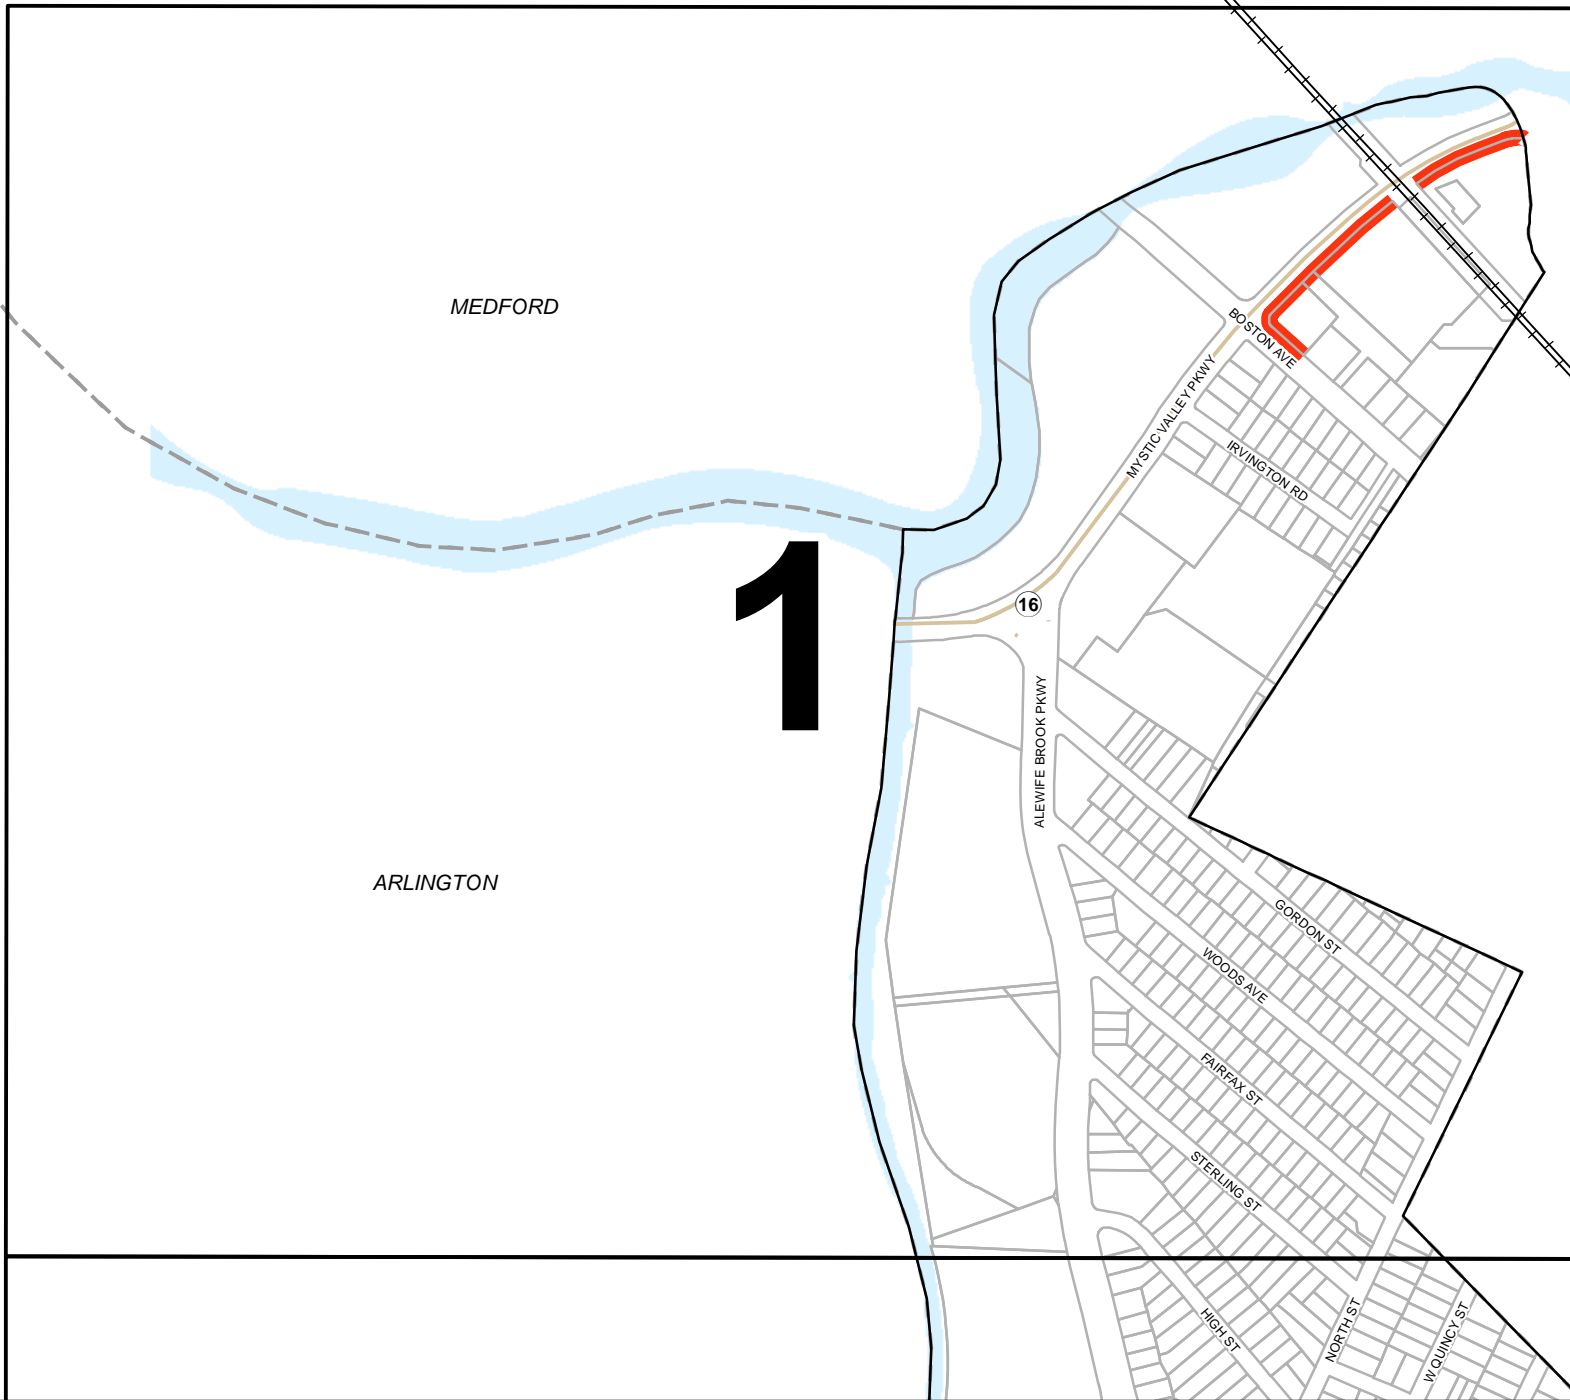 MEDFORD
BOSTON AVE
MYSTIC VALLEY PKWY
IRVINGTON RD
1
16
ALEWIFE BROOK PKWY
ARLINGTON
GORDON ST
WOODS AVE
FAIRFAX ST
STERLING ST
HIGH ST
NORTH ST
W QUINCY ST